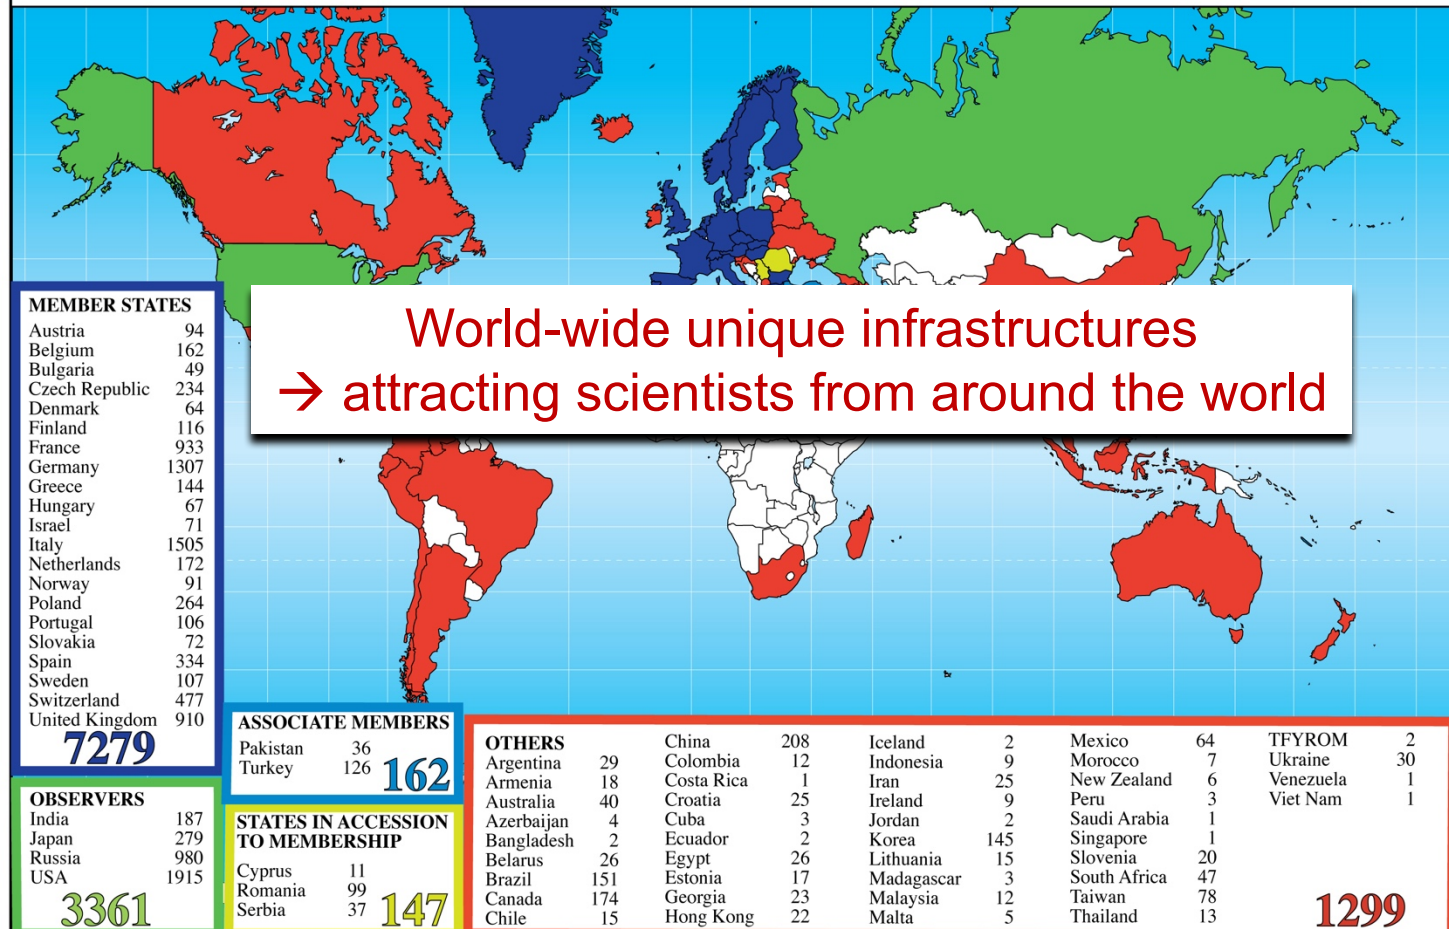 World-wide unique infrastructures
→ attracting scientists from around the world
MEMBER STATES
Austria 94
Belgium 162
Bulgaria 49
Czech Republic 234
Denmark 64
Finland 116
France 933
Germany 1307
Greece 144
Hungary 67
Israel 71
Italy 1505
Netherlands 172
Norway 91
Poland 264
Portugal 106
Slovakia 72
Spain 334
Sweden 107
Switzerland 477
United Kingdom 910
7279
OBSERVERS
India 187
Japan 279
Russia 980
USA 1915
3361
ASSOCIATE MEMBERS
Pakistan 36
Turkey 126
162
STATES IN ACCESSION
TO MEMBERSHIP
Cyprus 11
Romania 99
Serbia 37
147
OTHERS
Argentina 29
Armenia 18
Australia 40
Azerbaijan 4
Bangladesh 2
Belarus 26
Brazil 151
Canada 174
Chile 15
China 208
Colombia 12
Costa Rica 1
Croatia 25
Cuba 3
Ecuador 2
Egypt 26
Estonia 17
Georgia 23
Hong Kong 22
Iceland 2
Indonesia 9
Iran 25
Ireland 9
Jordan 2
Korea 145
Lithuania 15
Madagascar 3
Malaysia 12
Malta 5
Mexico 64
Morocco 7
New Zealand 6
Peru 3
Saudi Arabia 1
Singapore 1
Slovenia 20
South Africa 47
Taiwan 78
Thailand 13
TFYROM 2
Ukraine 30
Venezuela 1
Viet Nam 1
1299